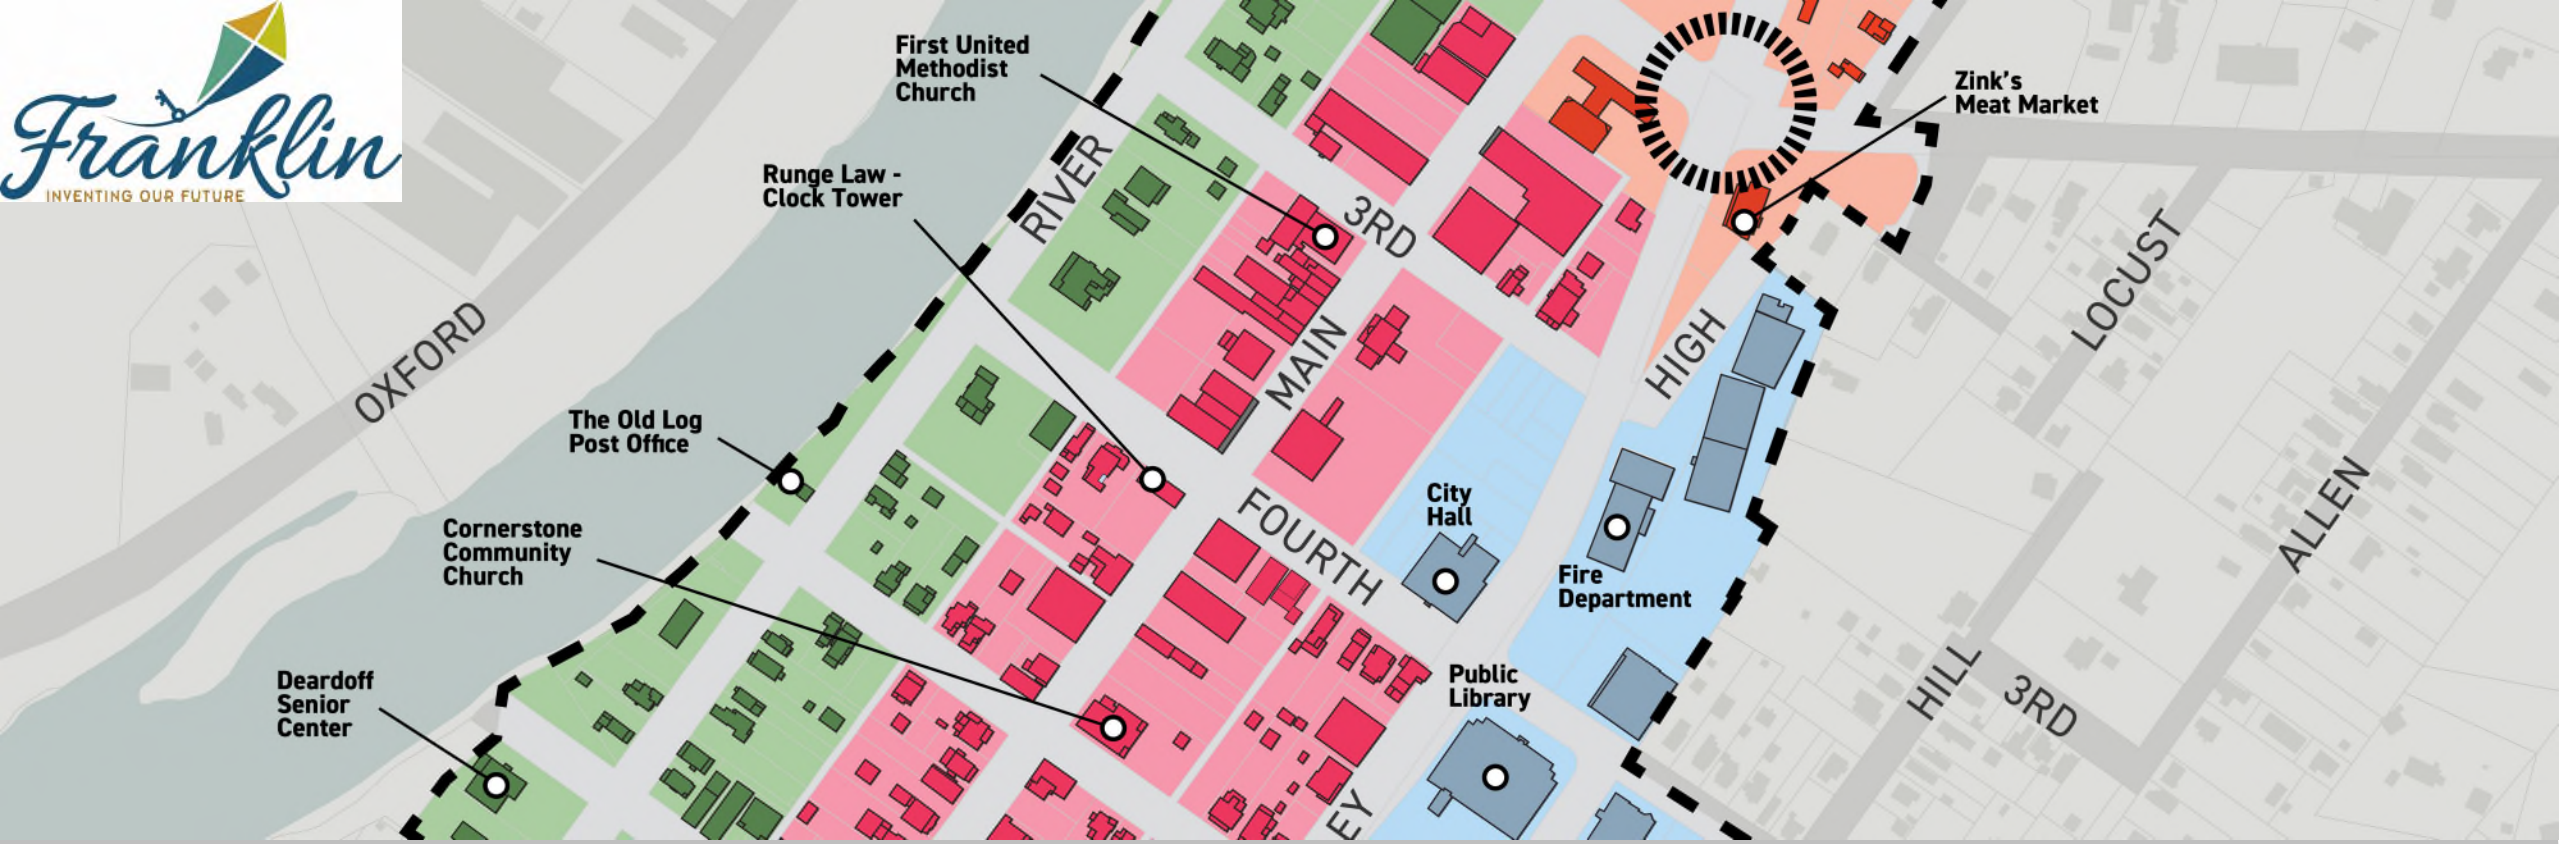 Franklin
INVENTING OUR FUTURE
First United
Methodist
Church
Zink's
Meat Market
Runge Law -
Clock Tower
RIVER
3RD
LOCUST
OXFORD
MAIN
HIGH
The Old Log
Post Office
FOURTH
City
Hall
ALLEN
Cornerstone
Community
Church
Fire
Department
Deardoff
Senior
Center
Public
Library
HILL
3RD
EY